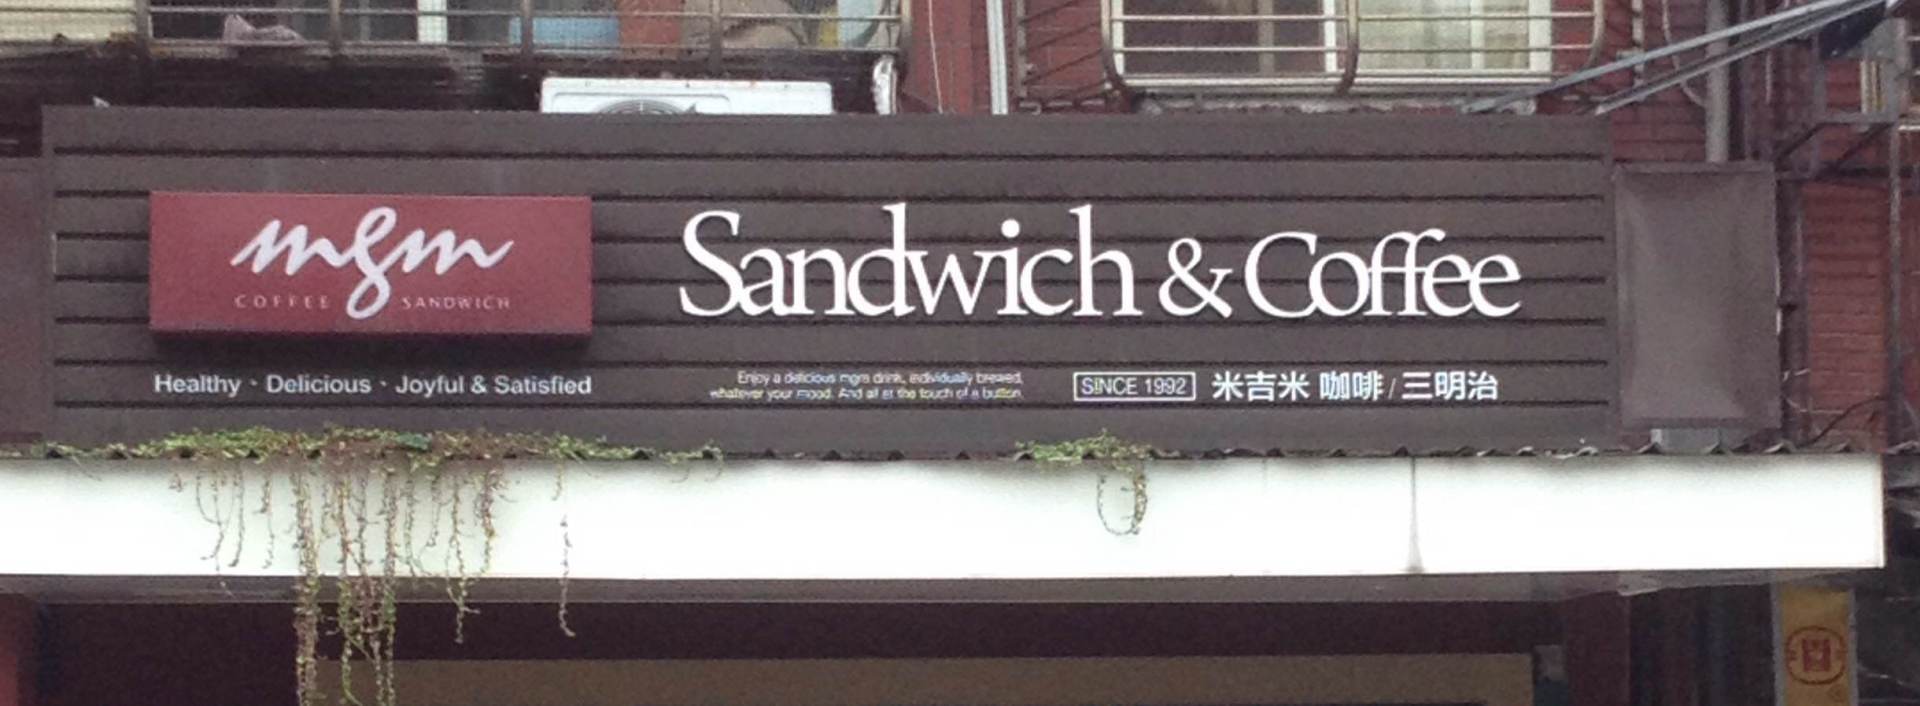 mgm
COFFEE SANDWICH
Sandwich & Coffee
Healthy · Delicious · Joyful & Satisfied
Enjoy a delicious mgm drink, individually brewed,
whatever your mood. And all at the touch of a button.
SINCE 1992 米吉米 咖啡/三明治